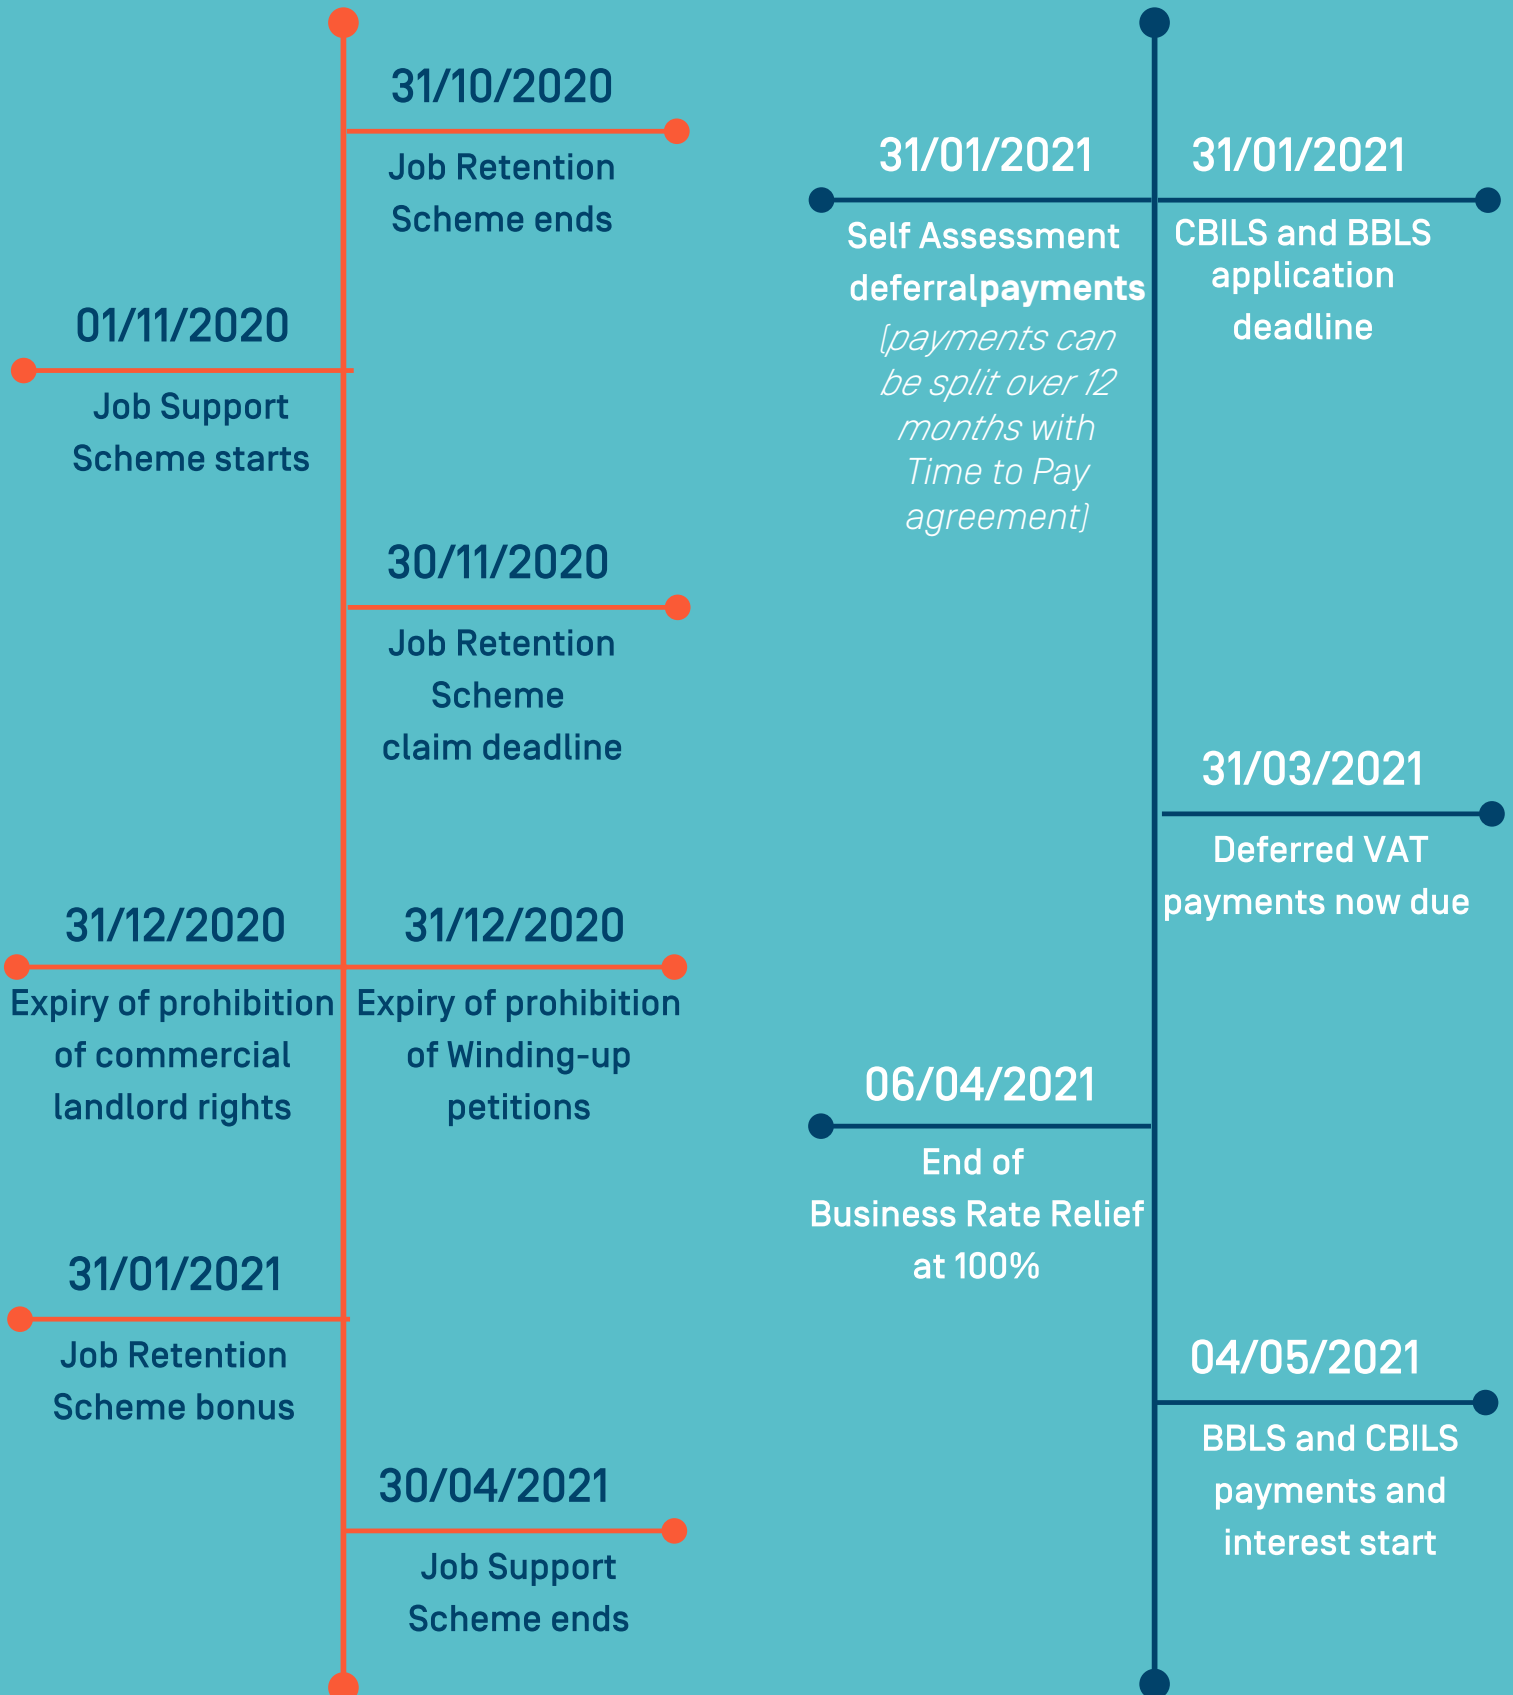 31/10/2020
Job Retention
Scheme ends
01/11/2020
Job Support
Scheme starts
30/11/2020
Job Retention
Scheme
claim deadline
31/12/2020
Expiry of prohibition
of commercial
landlord rights
31/12/2020
Expiry of prohibition
of Winding-up
petitions
31/01/2021
Job Retention
Scheme bonus
30/04/2021
Job Support
Scheme ends
31/01/2021
Self Assessment
deferralpayments
(payments can
be split over 12
months with
Time to Pay
agreement)
31/01/2021
CBILS and BBLS
application
deadline
31/03/2021
Deferred VAT
payments now due
06/04/2021
End of
Business Rate Relief
at 100%
04/05/2021
BBLS and CBILS
payments and
interest start